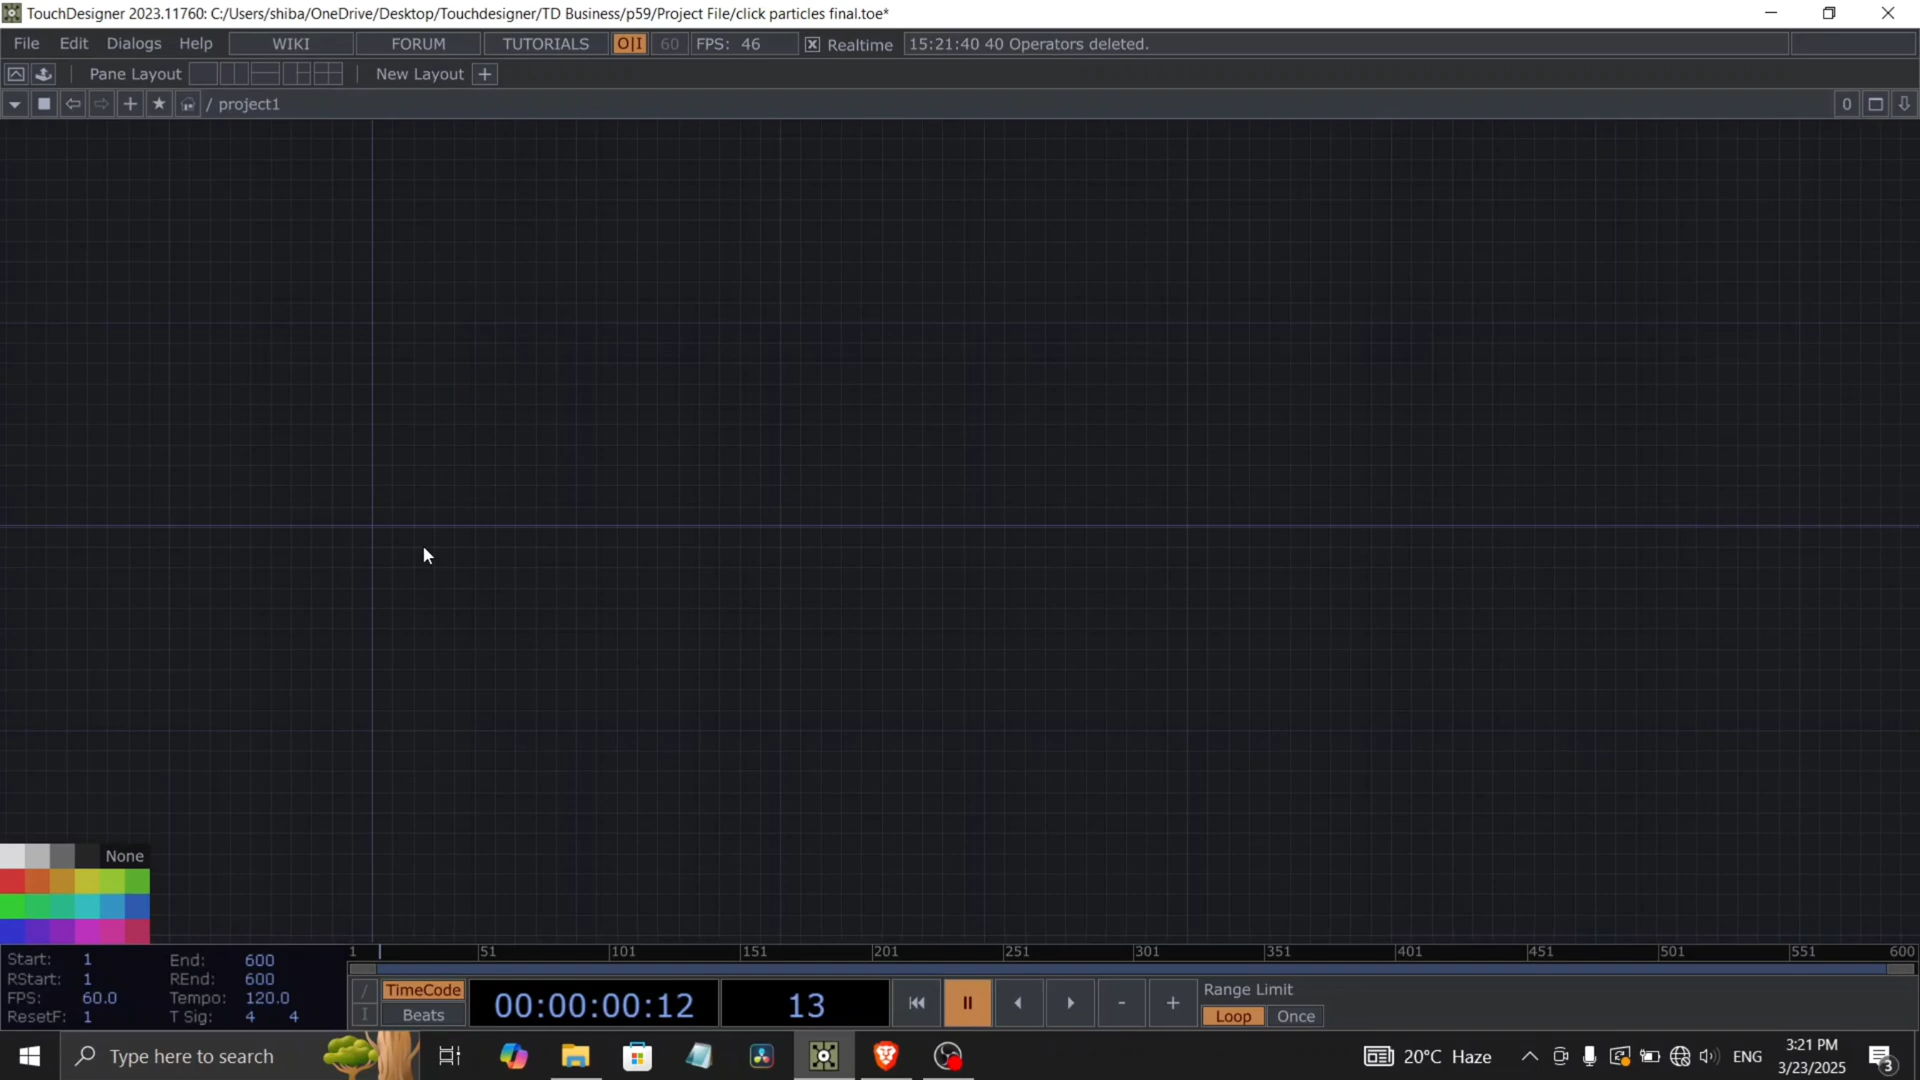 TouchDesigner 2023.11760: C:/Users/shiba/OneDrive/Desktop/Touchdesigner/TD Business/p59/Project File/click particles final.toe*
File Edit Dialogs Help WIKI FORUM TUTORIALS O|I 60 FPS: 46 Realtime 15:21:40 40 Operators deleted.
Pane Layout New Layout +
/ project1 0
None
1 51 101 151 201 251 301 351 401 451 501 551 600
Start: 1 End: 600
RStart: 1 REnd: 600
FPS: 60.0 Tempo: 120.0
ResetF: 1 T Sig: 4 4
/ TimeCode
I Beats
00:00:00:12 13
- +
Range Limit
Loop Once
Type here to search
20°C Haze
ENG
3:21 PM
3/23/2025
3